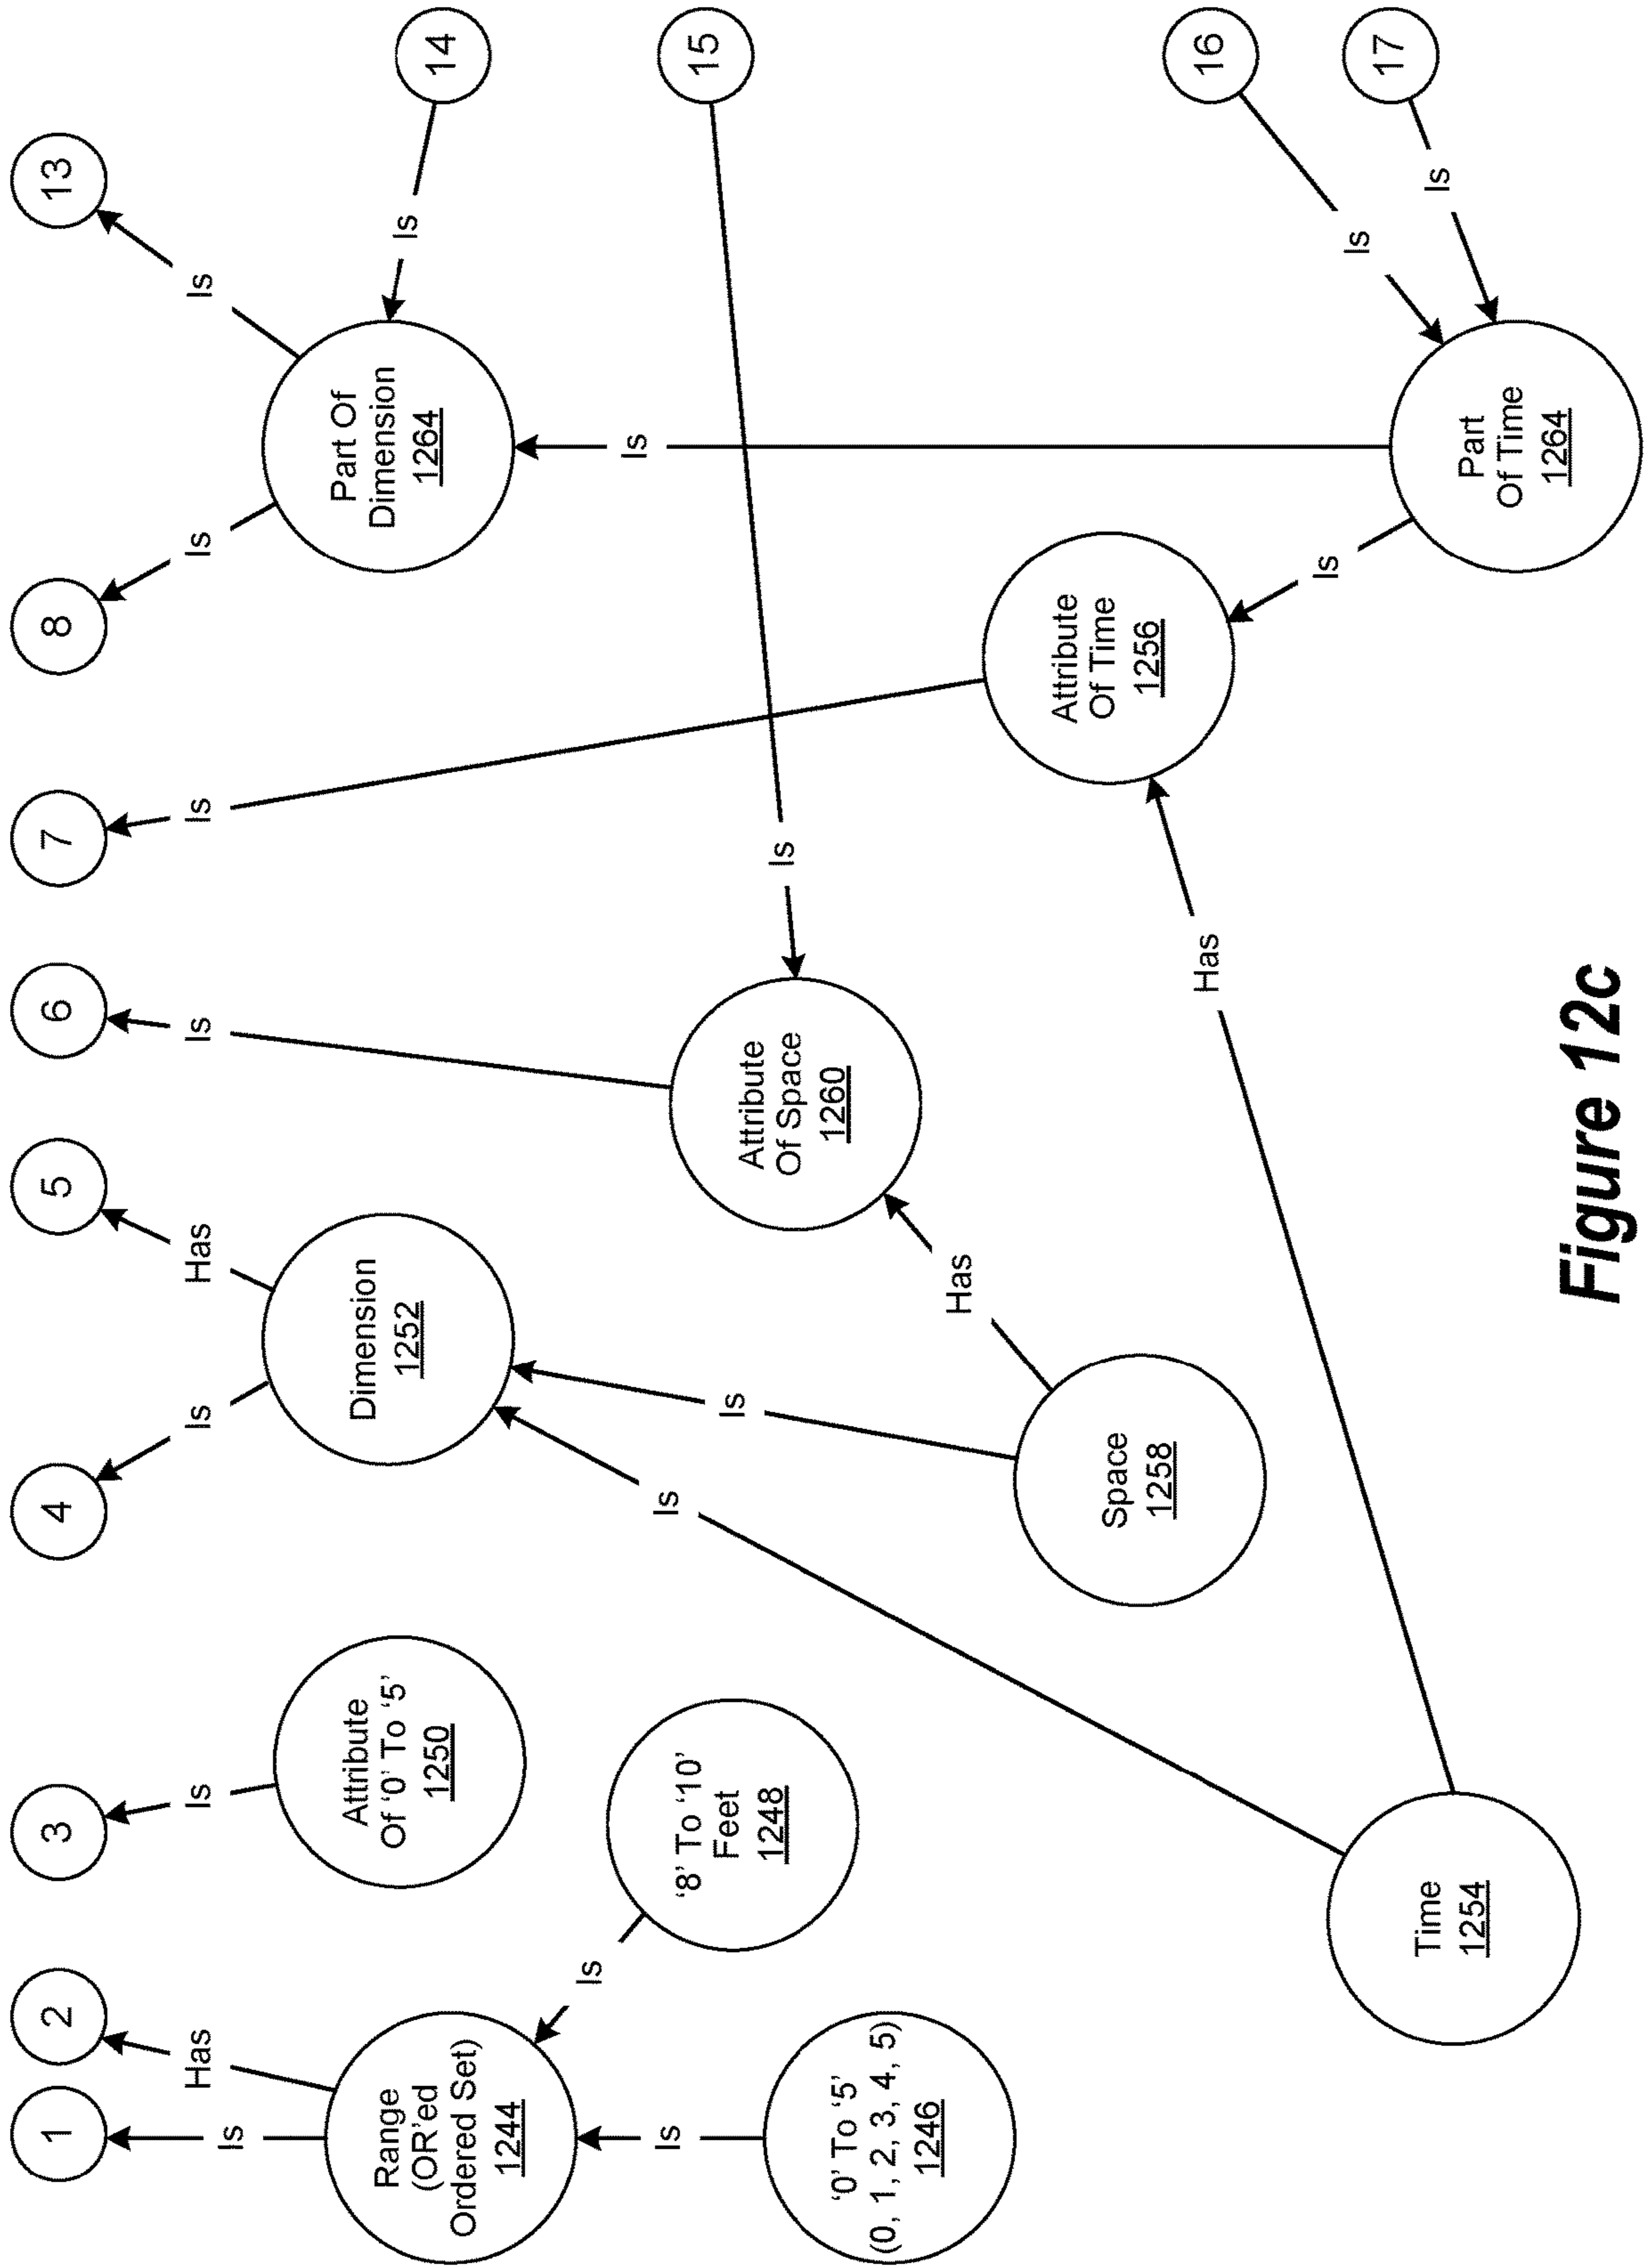 1
2
3
4
5
6
7
8
13
Is
Has
Is
Is
Has
Is
Is
Is
Is
Range
(OR'ed
Ordered Set)
1244
Attribute
Of ‘0’ To ‘5’
1250
Dimension
1252
Part Of
Dimension
1264
Is
14
Is
Is
‘8’ To ‘10’
Feet
1248
Is
Is
Is
Attribute
Of Space
1260
Is
15
‘0’ To ‘5’
(0, 1, 2, 3, 4, 5)
1246
Space
1258
Has
Attribute
Of Time
1256
Has
Is
Is
16
Is
17
Time
1254
Part
Of Time
1264
Figure 12c